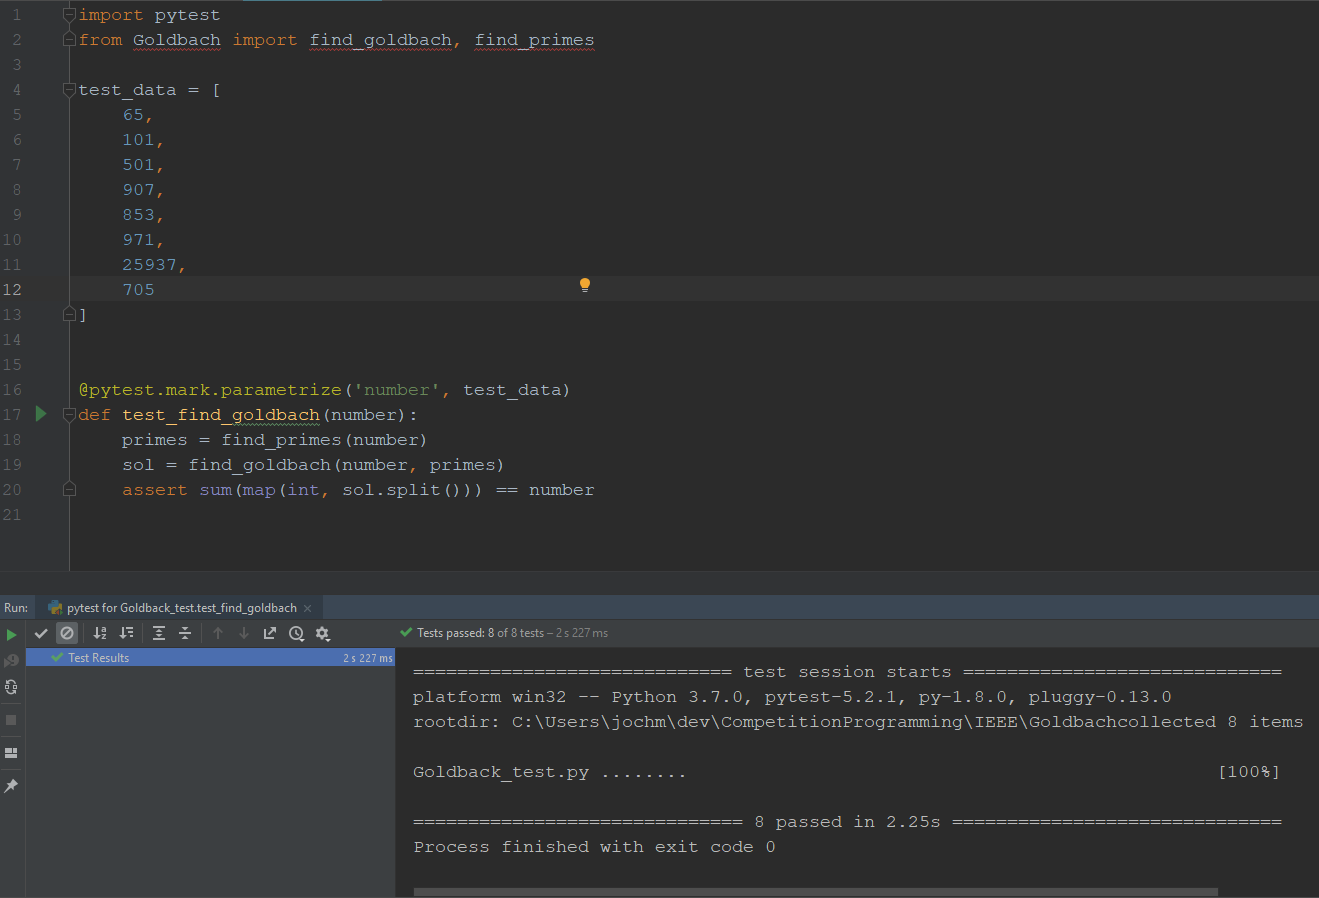 1 import pytest
2 from Goldbach import find_goldbach, find_primes
3
4 test_data = [
5     65,
6     101,
7     501,
8     907,
9     853,
10     971,
11     25937,
12     705
13 ]
14
15
16 @pytest.mark.parametrize('number', test_data)
17 def test_find_goldbach(number):
18     primes = find_primes(number)
19     sol = find_goldbach(number, primes)
20     assert sum(map(int, sol.split())) == number
21
Run: pytest for Goldback_test.test_find_goldbach ×
Tests passed: 8 of 8 tests – 2 s 227 ms
Test Results 2 s 227 ms
============================= test session starts =============================
platform win32 -- Python 3.7.0, pytest-5.2.1, py-1.8.0, pluggy-0.13.0
rootdir: C:\Users\jochm\dev\CompetitionProgramming\IEEE\Goldbachcollected 8 items
Goldback_test.py ........ [100%]
============================== 8 passed in 2.25s ==============================
Process finished with exit code 0